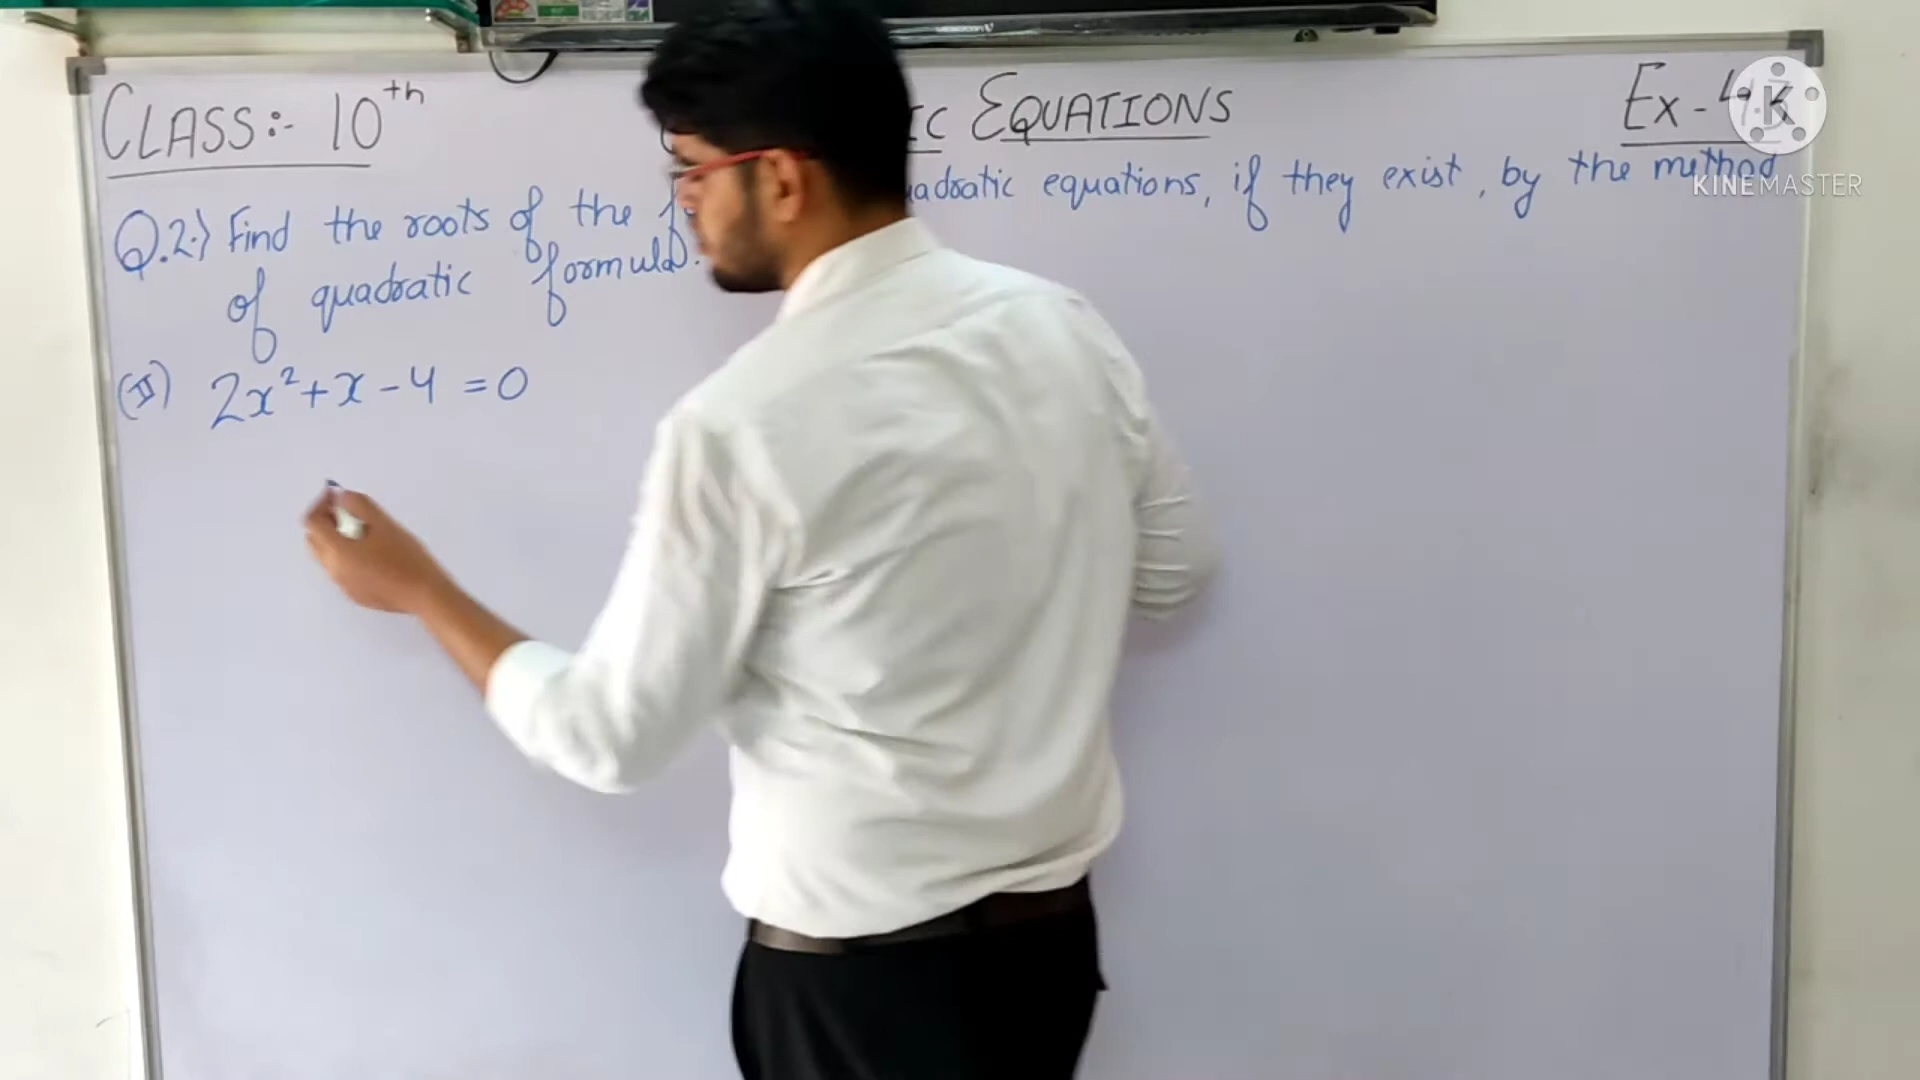 CLASS:- 10th IC EQUATIONS Ex-4.3
Q.2.) Find the roots of the uadratic equations, if they exist, by the method
of quadratic formula.
2x²+x-4 =0
KINEMASTER